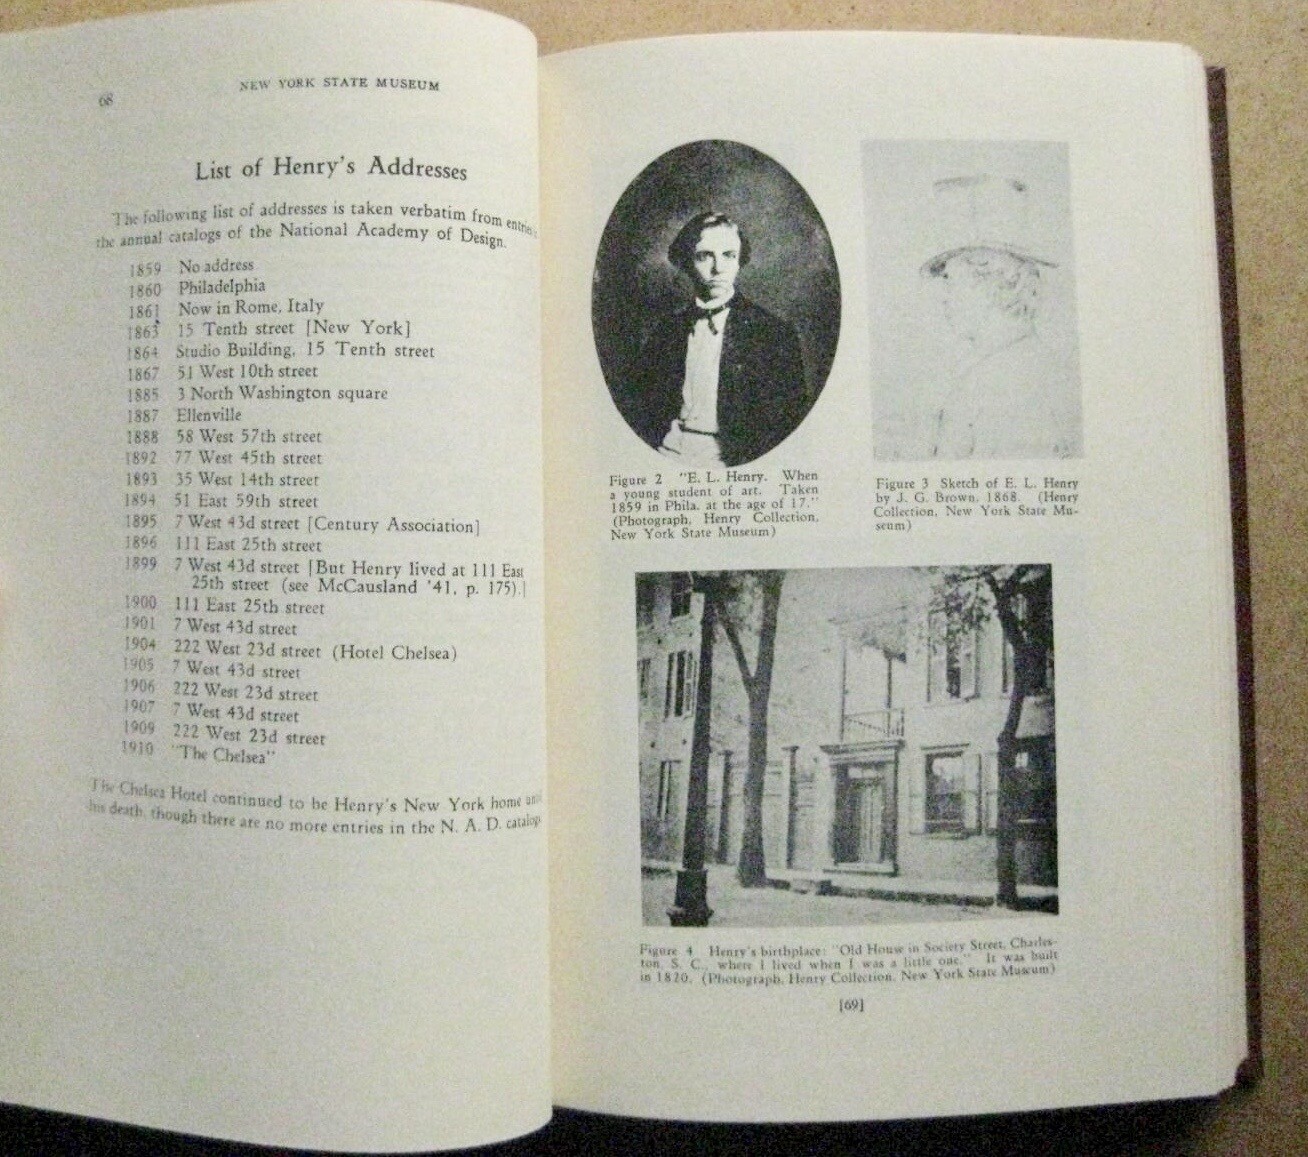 68
NEW YORK STATE MUSEUM
List of Henry's Addresses
The following list of addresses is taken verbatim from entries
the annual catalogs of the National Academy of Design.
1859 No address
1860 Philadelphia
1861 Now in Rome, Italy
1863 15 Tenth street [New York]
1864 Studio Building, 15 Tenth street
1867 51 West 10th street
1885 3 North Washington square
1887 Ellenville
1888 58 West 57th street
1892 77 West 45th street
1893 35 West 14th street
1894 51 East 59th street
1895 7 West 43d street [Century Association]
1896 111 East 25th street
1899 7 West 43d street [But Henry lived at 111 East
25th street (see McCausland '41, p. 175).]
1900 111 East 25th street
1901 7 West 43d street
1904 222 West 23d street (Hotel Chelsea)
1905 7 West 43d street
1906 222 West 23d street
1907 7 West 43d street
1909 222 West 23d street
1910 "The Chelsea"
The Chelsea Hotel continued to be Henry's New York home
his death, though there are no more entries in the N. A. D.
Figure 2 "E. L. Henry. When
a young student of art. Taken
1859 in Phila. at the age of 17."
(Photograph, Henry Collection,
New York State Museum)
Figure 3 Sketch of E. L. Henry
by J. G. Brown, 1868. (Henry
Collection, New York State Mu-
seum)
Figure 4 Henry's birthplace: "Old House in Society Street, Charles-
ton, S. C., where I lived when I was a little one." It was built
in 1820. (Photograph, Henry Collection, New York State Museum)
[69]